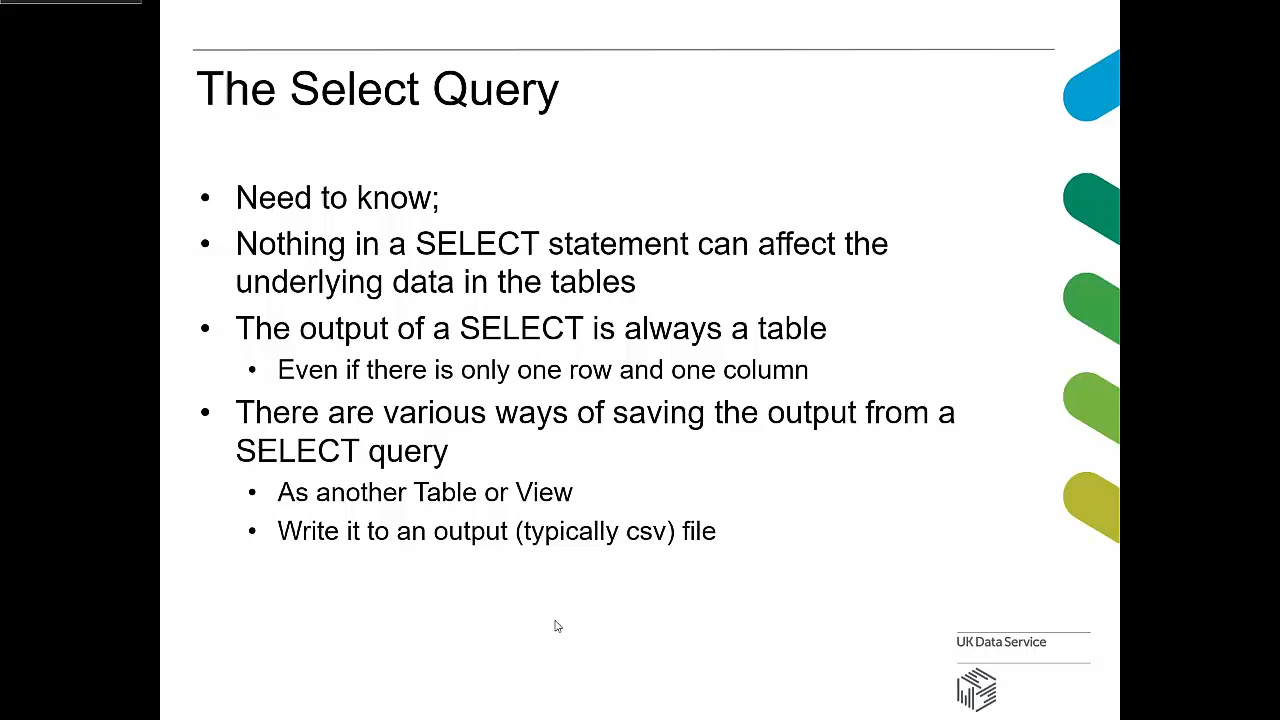 The Select Query
• Need to know;
• Nothing in a SELECT statement can affect the
underlying data in the tables
• The output of a SELECT is always a table
• Even if there is only one row and one column
• There are various ways of saving the output from a
SELECT query
• As another Table or View
• Write it to an output (typically csv) file
UK Data Service